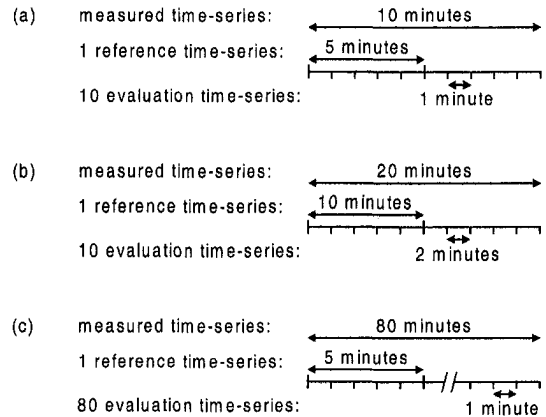 (a) measured time-series: 10 minutes
1 reference time-series: 5 minutes
10 evaluation time-series: 1 minute
(b) measured time-series: 20 minutes
1 reference time-series: 10 minutes
10 evaluation time-series: 2 minutes
(c) measured time-series: 80 minutes
1 reference time-series: 5 minutes
80 evaluation time-series: 1 minute